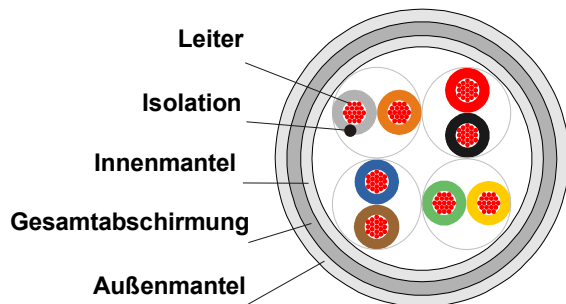 Leiter
Isolation
Innenmantel
Gesamtabschirmung
Außenmantel